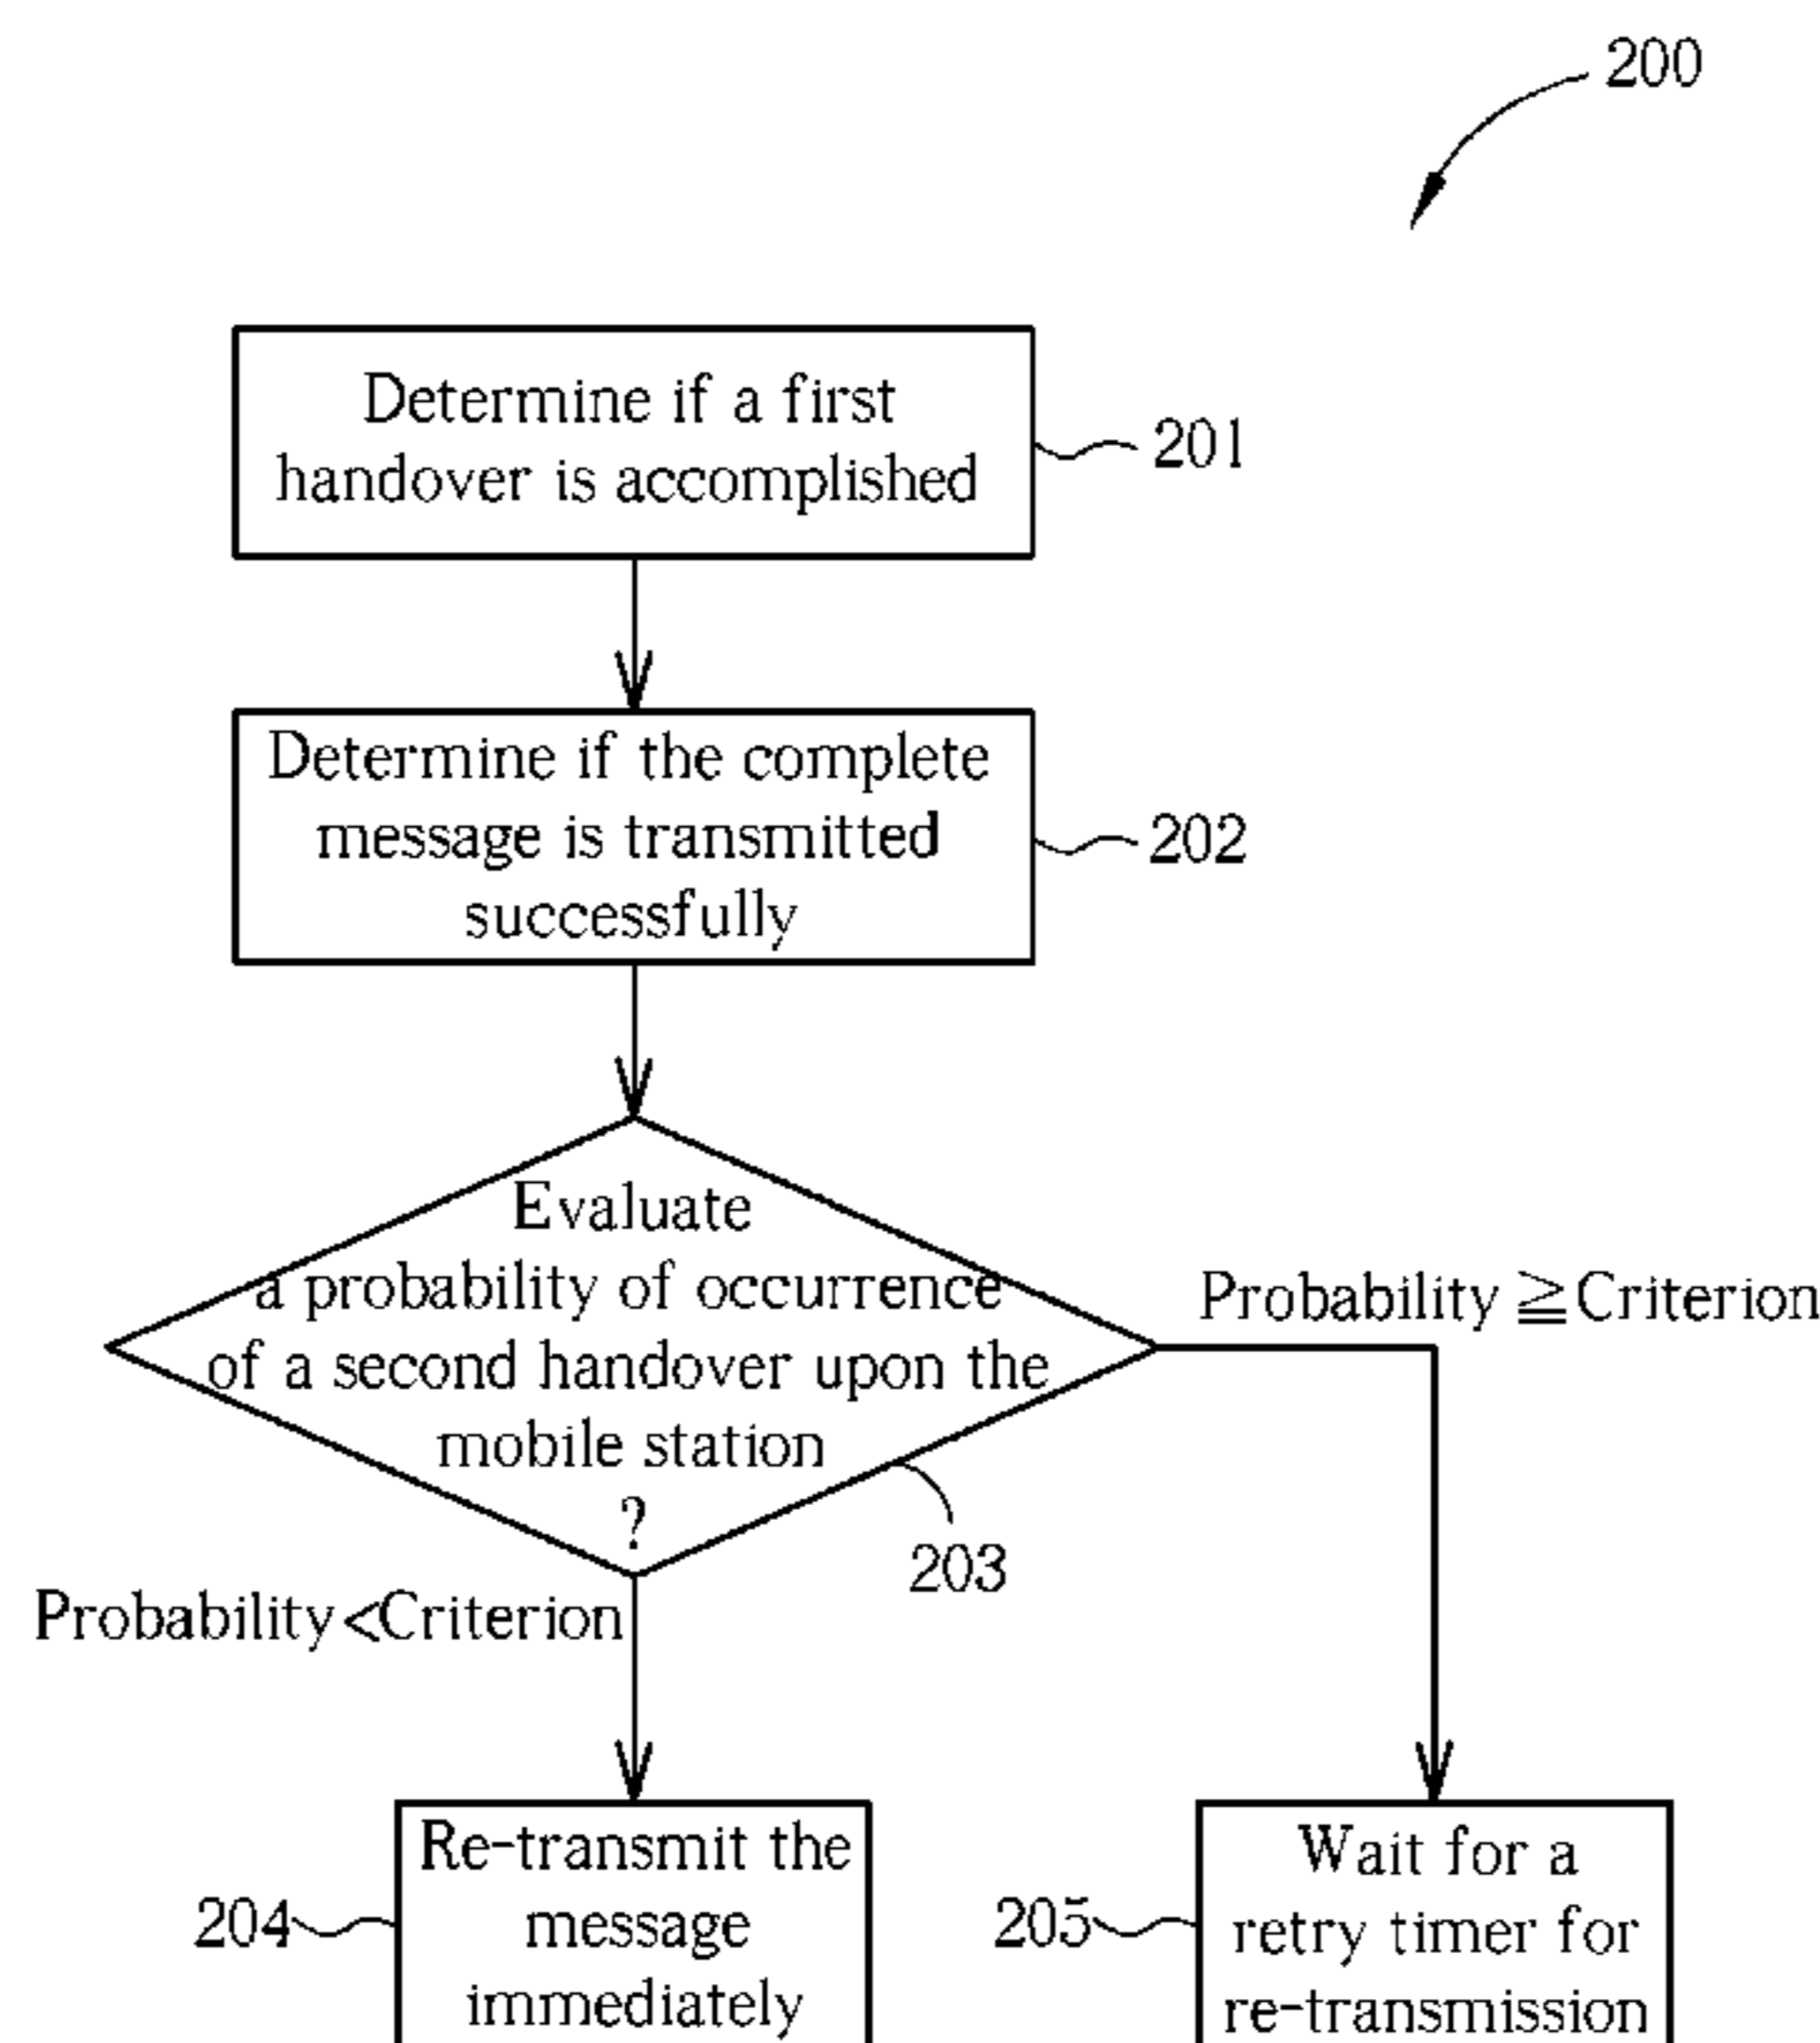 200
Determine if a first
handover is accomplished
201
Determine if the complete
message is transmitted
successfully
202
Evaluate
a probability of occurrence
of a second handover upon the
mobile station
?
203
Probability ≧ Criterion
Probability < Criterion
Re-transmit the
message
immediately
204
Wait for a
retry timer for
re-transmission
205